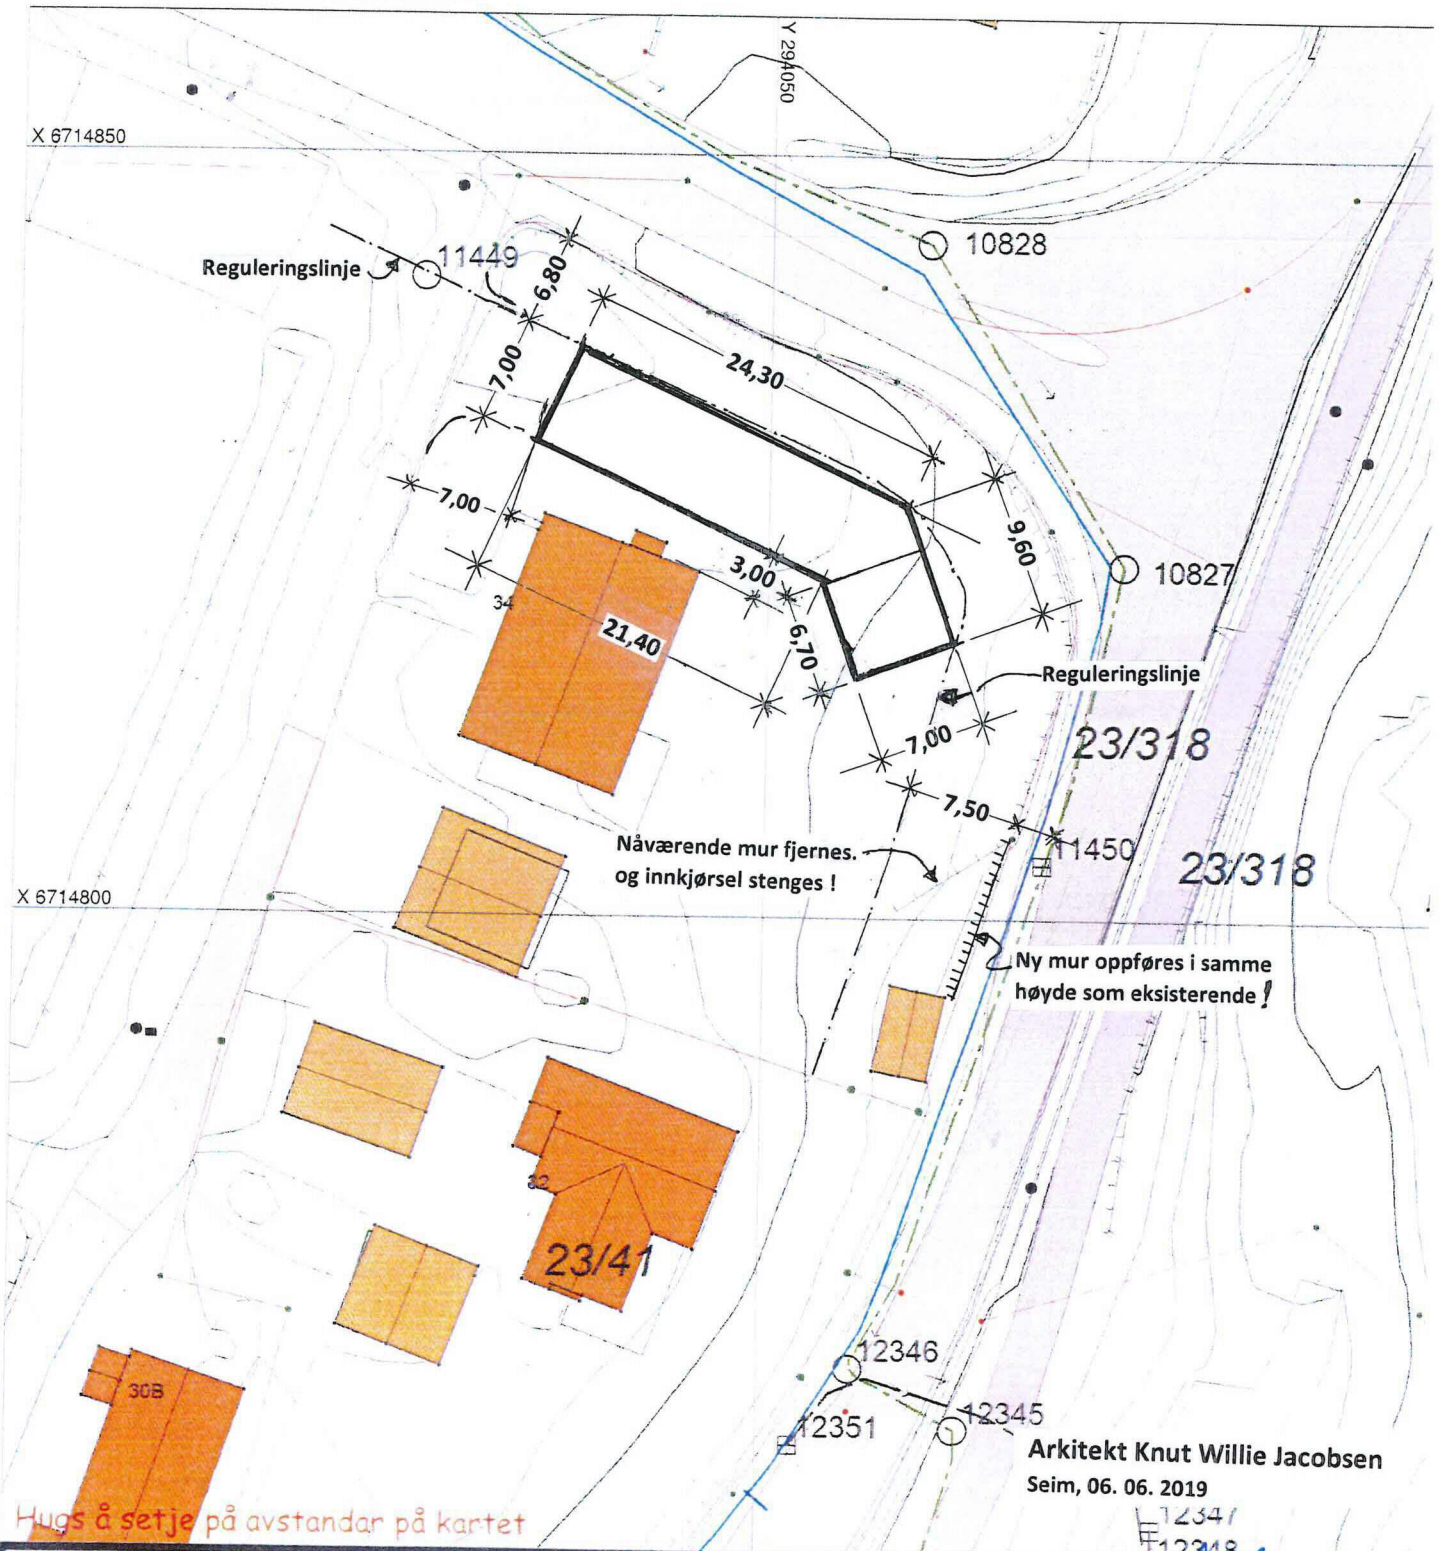 Y 294050
X 6714850
10828
Reguleringslinje
11449
6,80
7,00
24,30
7,00
9,60
3,00
10827
34
21,40
6,70
Reguleringslinje
7,00
23/318
7,50
Nåværende mur fjernes.
og innkjørsel stenges !
11450
23/318
X 6714800
Ny mur oppføres i samme
høyde som eksisterende !
32
23/41
12346
30B
12351
12345
Arkitekt Knut Willie Jacobsen
Seim, 06. 06. 2019
Hugs å setje på avstandar på kartet
12347
12348